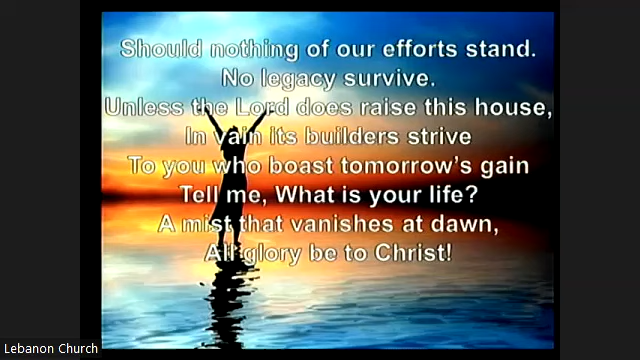 Should nothing of our efforts stand.
No legacy survive.
Unless the Lord does raise this house,
In vain its builders strive
To you who boast tomorrow's gain
Tell me, What is your life?
A mist that vanishes at dawn,
All glory be to Christ!
Lebanon Church